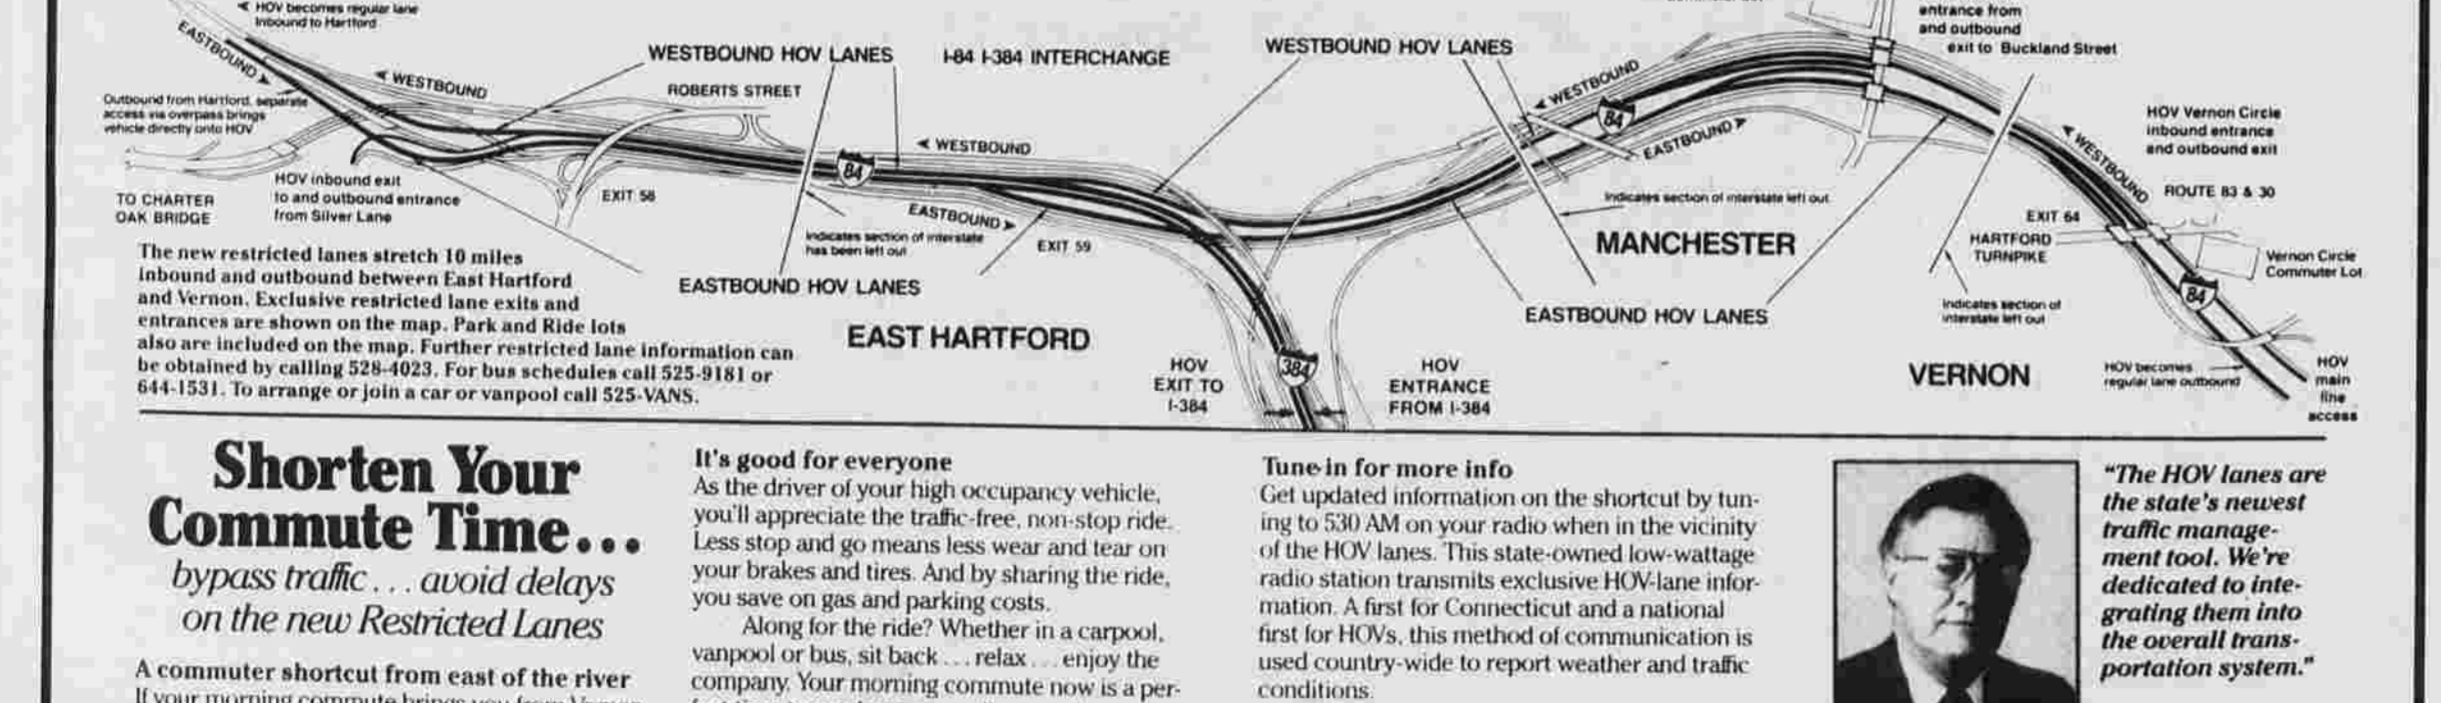 ◄ HOV becomes regular lane
Inbound to Hartford
EASTBOUND ►
◄ WESTBOUND
WESTBOUND HOV LANES
I-84 I-384 INTERCHANGE
ROBERTS STREET
Outbound from Hartford, separate
access via overpass brings
vehicle directly onto HOV
84
◄ WESTBOUND
TO CHARTER
OAK BRIDGE
HOV inbound exit
to and outbound entrance
from Silver Lane
EXIT 58
EASTBOUND ►
Indicates section of interstate
has been left out
EXIT 59
EASTBOUND HOV LANES
EAST HARTFORD
WESTBOUND HOV LANES
◄ WESTBOUND
84
EASTBOUND ►
entrance from
and outbound
exit to Buckland Street
HOV Vernon Circle
inbound entrance
and outbound exit
◄ WESTBOUND
ROUTE 83 & 30
Indicates section of interstate left out
MANCHESTER
EXIT 64
HARTFORD
TURNPIKE
Vernon Circle
Commuter Lot
84
EASTBOUND HOV LANES
Indicates section of
interstate left out
VERNON
HOV becomes
regular lane outbound
HOV
main
line
access
HOV
EXIT TO
I-384
384
HOV
ENTRANCE
FROM I-384
The new restricted lanes stretch 10 miles
inbound and outbound between East Hartford
and Vernon. Exclusive restricted lane exits and
entrances are shown on the map. Park and Ride lots
also are included on the map. Further restricted lane information can
be obtained by calling 528-4023. For bus schedules call 525-9181 or
644-1531. To arrange or join a car or vanpool call 525-VANS.
Shorten Your
Commute Time...
bypass traffic... avoid delays
on the new Restricted Lanes
A commuter shortcut from east of the river
If your morning commute brings you from Vernon
It's good for everyone
As the driver of your high occupancy vehicle,
you'll appreciate the traffic-free, non-stop ride.
Less stop and go means less wear and tear on
your brakes and tires. And by sharing the ride,
you save on gas and parking costs.
Along for the ride? Whether in a carpool,
vanpool or bus, sit back... relax... enjoy the
company. Your morning commute now is a per-
Tune in for more info
Get updated information on the shortcut by tun-
ing to 530 AM on your radio when in the vicinity
of the HOV lanes. This state-owned low-wattage
radio station transmits exclusive HOV-lane infor-
mation. A first for Connecticut and a national
first for HOVs, this method of communication is
used country-wide to report weather and traffic
conditions.
"The HOV lanes are
the state's newest
traffic manage-
ment tool. We're
dedicated to inte-
grating them into
the overall trans-
portation system."